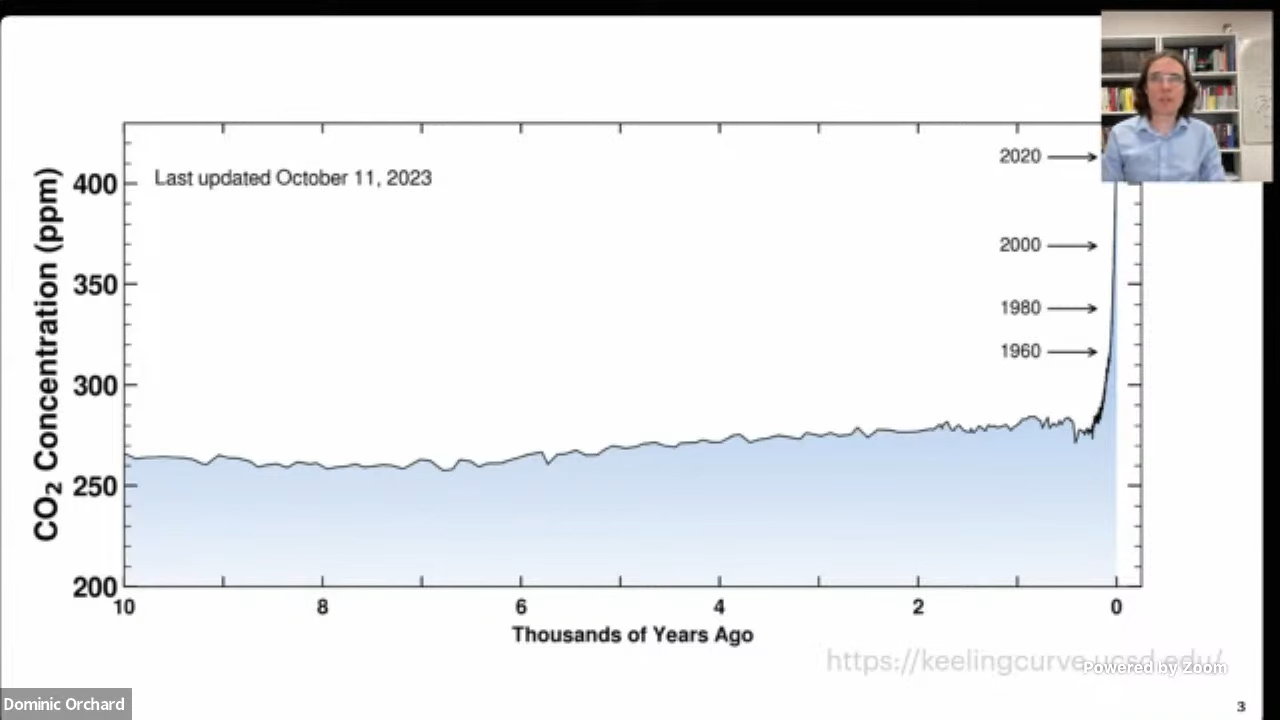 Last updated October 11, 2023
CO₂ Concentration (ppm)
400
350
300
250
200
2020
2000
1980
1960
10
8
6
4
2
0
Thousands of Years Ago
https://keelingcurve.ucsd.edu/
Powered by Zoom
Dominic Orchard
3